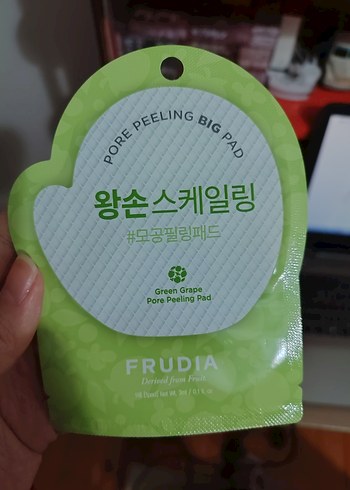 PORE PEELING BIG PAD
왕손스케일링
#모공필링패드
Green Grape
Pore Peeling Pad
FRUDIA
Derived from Fruits